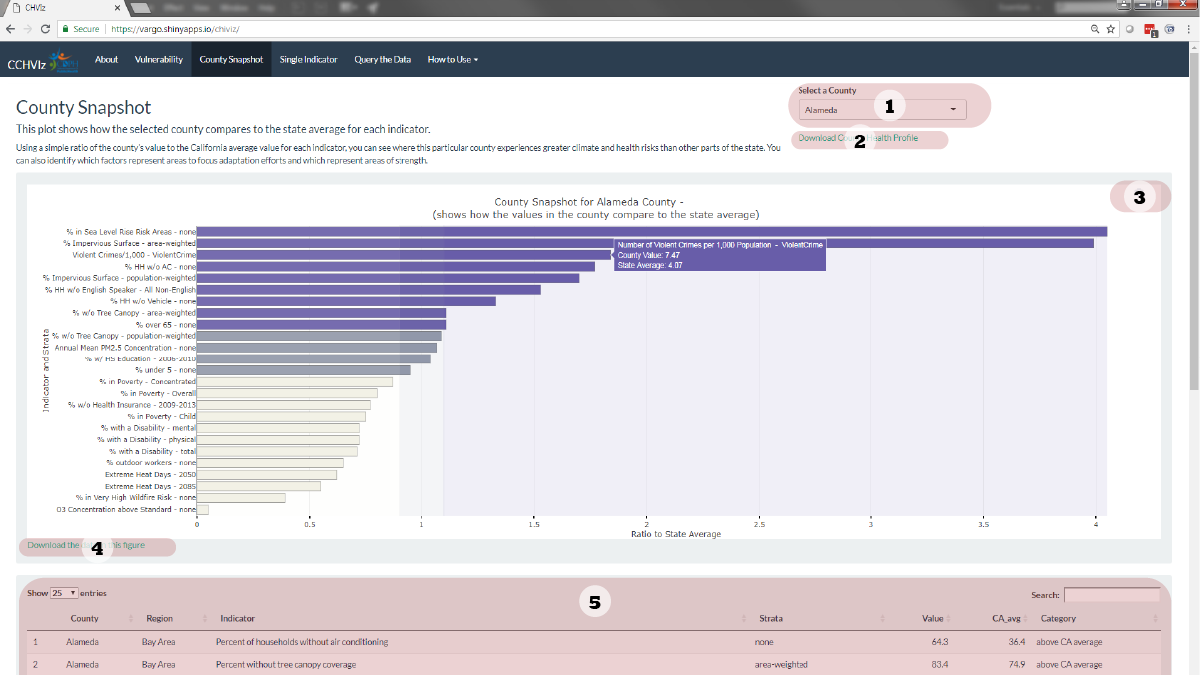 CHVIz
Secure https://vargo.shinyapps.io/chiviz/
CCHVIz About Vulnerability County Snapshot Single Indicator Query the Data How to Use
County Snapshot
This plot shows how the selected county compares to the state average for each indicator.
Using a simple ratio of the county's value to the California average value for each indicator, you can see where this particular county experiences greater climate and health risks than other parts of the state. You
can also identify which factors represent areas to focus adaptation efforts and which represent areas of strength.
Select a County
Alameda
1
Download Health Profile
2
3
County Snapshot for Alameda County -
(shows how the values in the county compare to the state average)
Indicator and Strata
% in Sea Level Rise Risk Areas - none
% Impervious Surface - area-weighted
Violent Crimes/1,000 - ViolentCrime
% HH w/o AC - none
% Impervious Surface - population-weighted
% HH w/o English Speaker - All Non-English
% HH w/o Vehicle - none
% w/o Tree Canopy - area-weighted
% over 65 - none
% w/o Tree Canopy - population-weighted
Annual Mean PM2.5 Concentration - none
% w/ HS Education - 2006-2010
% under 5 - none
% in Poverty - Concentrated
% in Poverty - Overall
% w/o Health Insurance - 2009-2013
% in Poverty - Child
% with a Disability - mental
% with a Disability - physical
% with a Disability - total
% outdoor workers - none
Extreme Heat Days - 2050
Extreme Heat Days - 2085
% in Very High Wildfire Risk - none
O3 Concentration above Standard - none
Number of Violent Crimes per 1,000 Population - ViolentCrime
County Value: 7.47
State Average: 4.07
0 0.5 1 1.5 2 2.5 3 3.5 4
Ratio to State Average
Download the this figure
4
5
Show 25 entries
Search:
County Region Indicator Strata Value CA_avg Category
1 Alameda Bay Area Percent of households without air conditioning none 64.3 36.4 above CA average
2 Alameda Bay Area Percent without tree canopy coverage area-weighted 83.4 74.9 above CA average